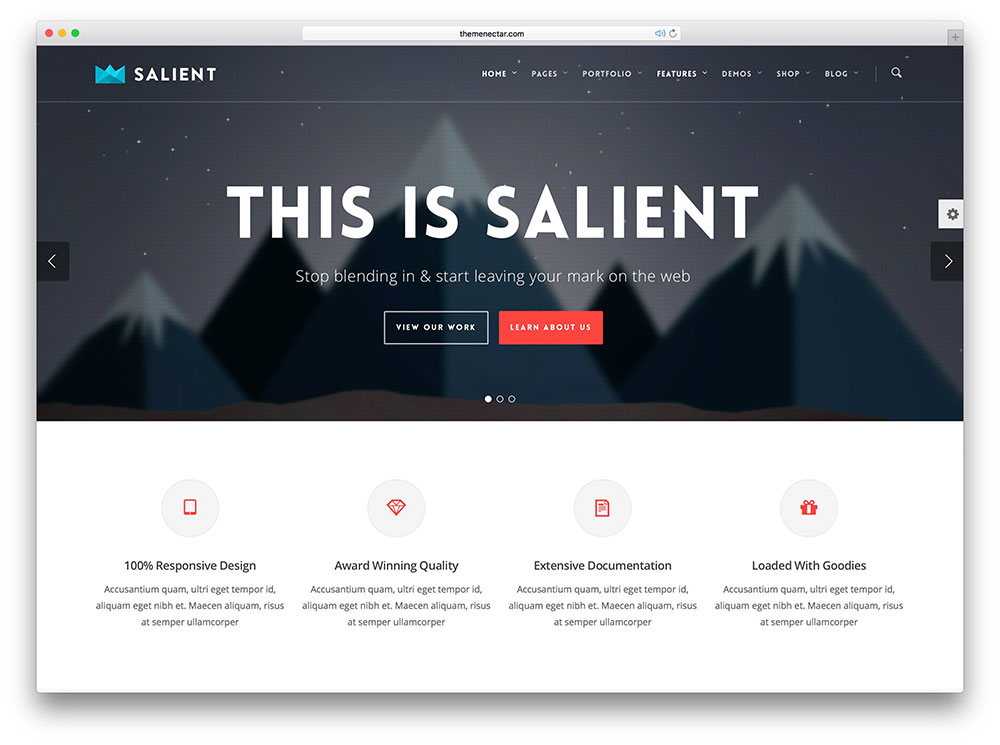 themenectar.com
SALIENT
HOME PAGES PORTFOLIO FEATURES DEMOS SHOP BLOG
THIS IS SALIENT
Stop blending in & start leaving your mark on the web
VIEW OUR WORK LEARN ABOUT US
100% Responsive Design
Accusantium quam, ultri eget tempor id,
aliquam eget nibh et. Maecen aliquam, risus
at semper ullamcorper
Award Winning Quality
Accusantium quam, ultri eget tempor id,
aliquam eget nibh et. Maecen aliquam, risus
at semper ullamcorper
Extensive Documentation
Accusantium quam, ultri eget tempor id,
aliquam eget nibh et. Maecen aliquam, risus
at semper ullamcorper
Loaded With Goodies
Accusantium quam, ultri eget tempor id,
aliquam eget nibh et. Maecen aliquam, risus
at semper ullamcorper